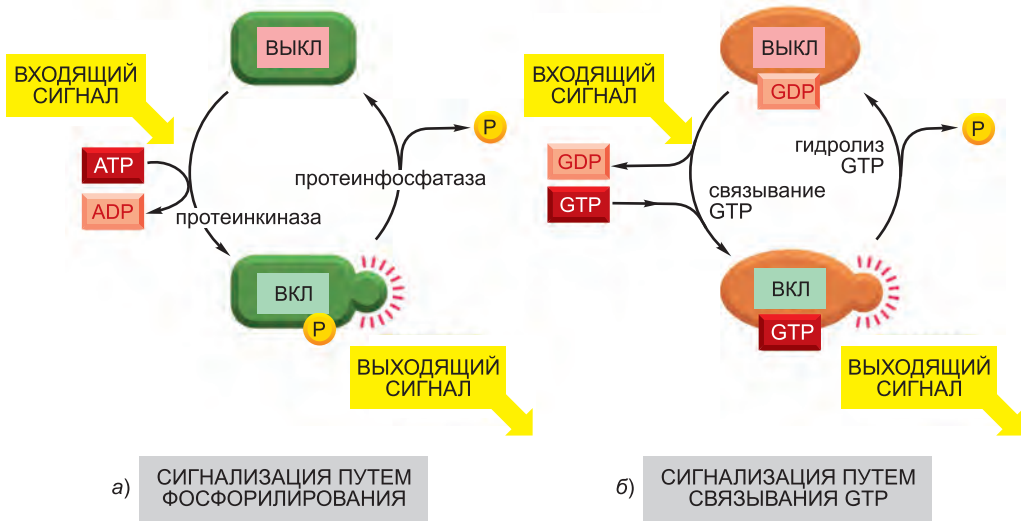 ВЫКЛ
ВХОДЯЩИЙ
СИГНАЛ
ATP
ADP
протеинкиназа
протеинфосфатаза
P
ВКЛ
P
ВЫХОДЯЩИЙ
СИГНАЛ
а) СИГНАЛИЗАЦИЯ ПУТЕМ
ФОСФОРИЛИРОВАНИЯ
ВЫКЛ
GDP
ВХОДЯЩИЙ
СИГНАЛ
GDP
GTP
связывание
GTP
гидролиз
GTP
P
ВКЛ
GTP
ВЫХОДЯЩИЙ
СИГНАЛ
б) СИГНАЛИЗАЦИЯ ПУТЕМ
СВЯЗЫВАНИЯ GTP